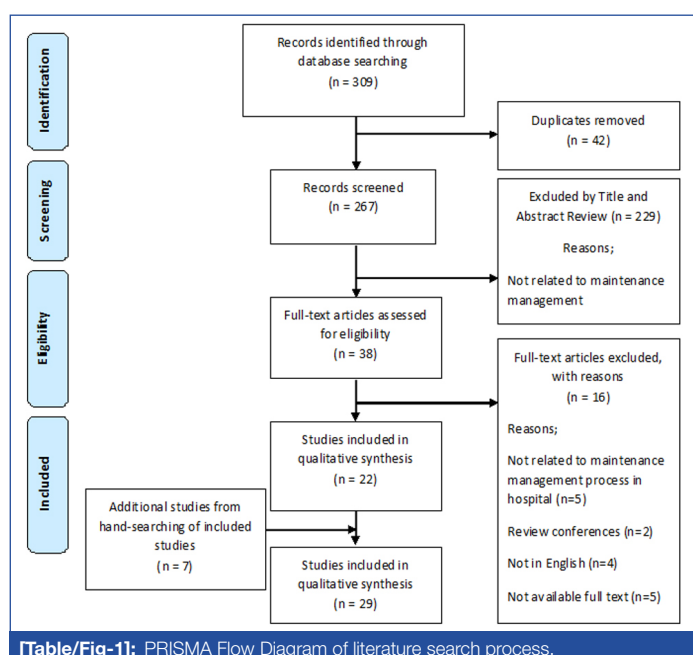 Identification
Records identified through
database searching
(n = 309)
Duplicates removed
(n = 42)
Screening
Records screened
(n = 267)
Excluded by Title and
Abstract Review (n = 229)
Reasons;
Not related to maintenance
management
Eligibility
Full-text articles assessed
for eligibility
(n = 38)
Full-text articles excluded,
with reasons
(n = 16)
Reasons;
Not related to maintenance
management process in
hospital (n=5)
Review conferences (n=2)
Not in English (n=4)
Not available full text (n=5)
Included
Studies included in
qualitative synthesis
(n = 22)
Additional studies from
hand-searching of included
studies
(n = 7)
Studies included in
qualitative synthesis
(n = 29)
[Table/Fig-1]: PRISMA Flow Diagram of literature search process.